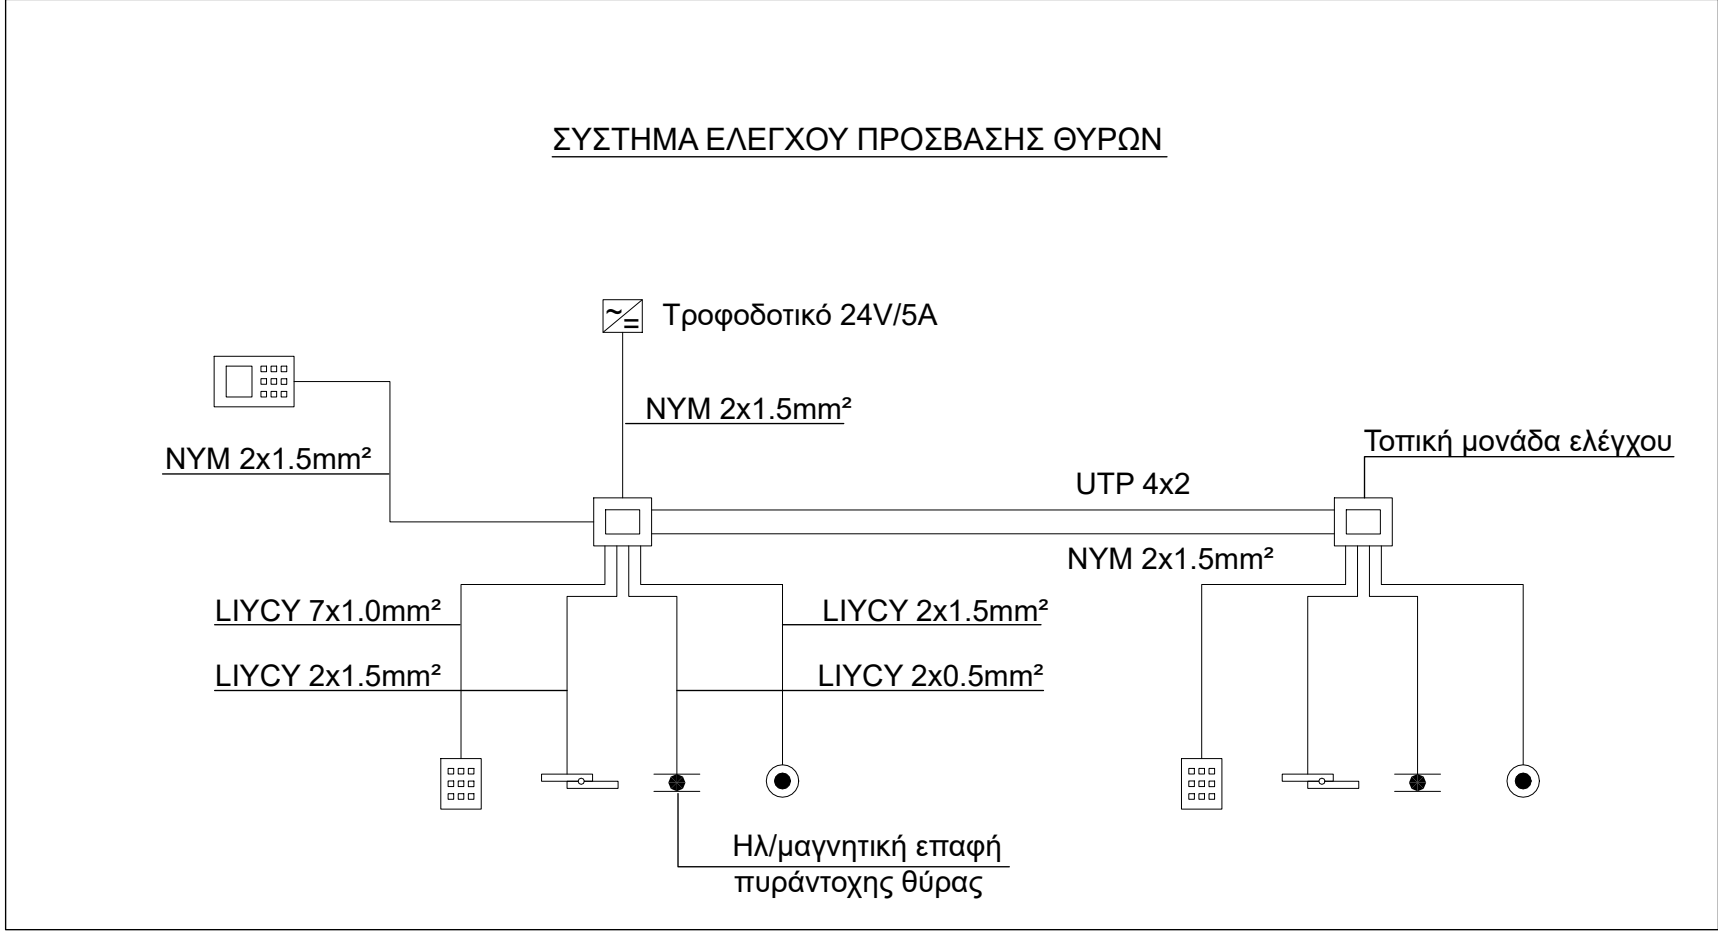 ΣΥΣΤΗΜΑ ΕΛΕΓΧΟΥ ΠΡΟΣΒΑΣΗΣ ΘΥΡΩΝ
Τροφοδοτικό 24V/5A
NYM 2x1.5mm²
NYM 2x1.5mm²
Τοπική μονάδα ελέγχου
UTP 4x2
NYM 2x1.5mm²
LIYCY 7x1.0mm²
LIYCY 2x1.5mm²
LIYCY 2x1.5mm²
LIYCY 2x0.5mm²
Ηλ/μαγνητική επαφή
πυράντοχης θύρας